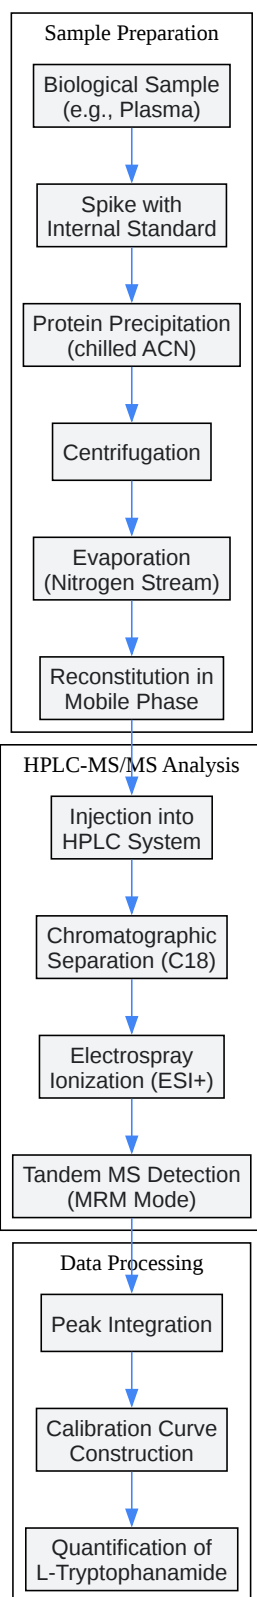 Sample Preparation
Biological Sample
(e.g., Plasma)
Spike with
Internal Standard
Protein Precipitation
(chilled ACN)
Centrifugation
Evaporation
(Nitrogen Stream)
Reconstitution in
Mobile Phase
HPLC-MS/MS Analysis
Injection into
HPLC System
Chromatographic
Separation (C18)
Electrospray
Ionization (ESI+)
Tandem MS Detection
(MRM Mode)
Data Processing
Peak Integration
Calibration Curve
Construction
Quantification of
L-Tryptophanamide